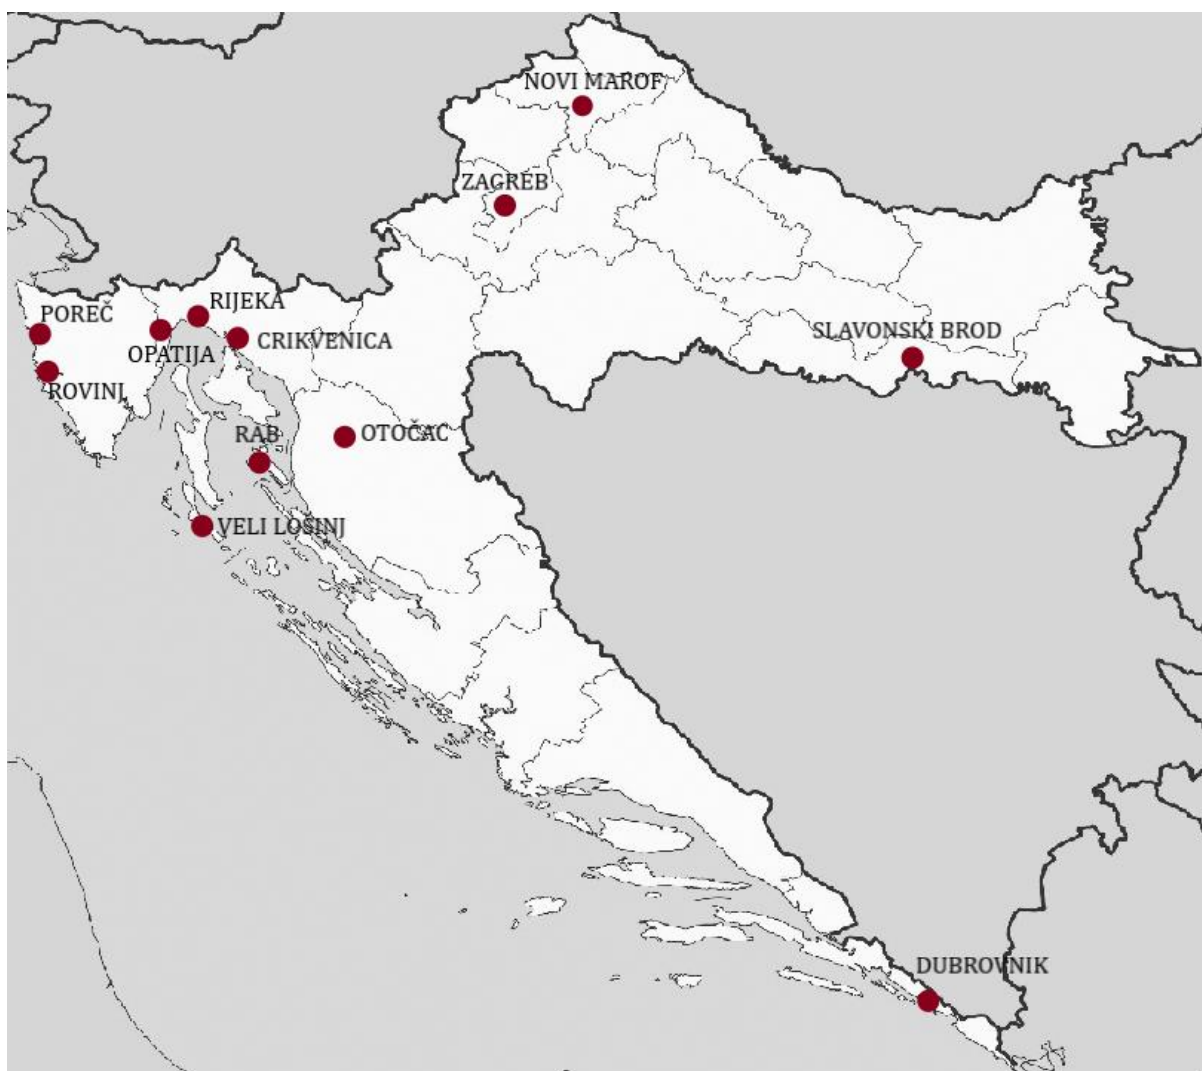 NOVI MAROF
ZAGREB
RIJEKA
POREČ
CRIKVENICA
SLAVONSKI BROD
OPATIJA
ROVINJ
RAB
OTOČAC
VELI LOŠINJ
DUBROVNIK